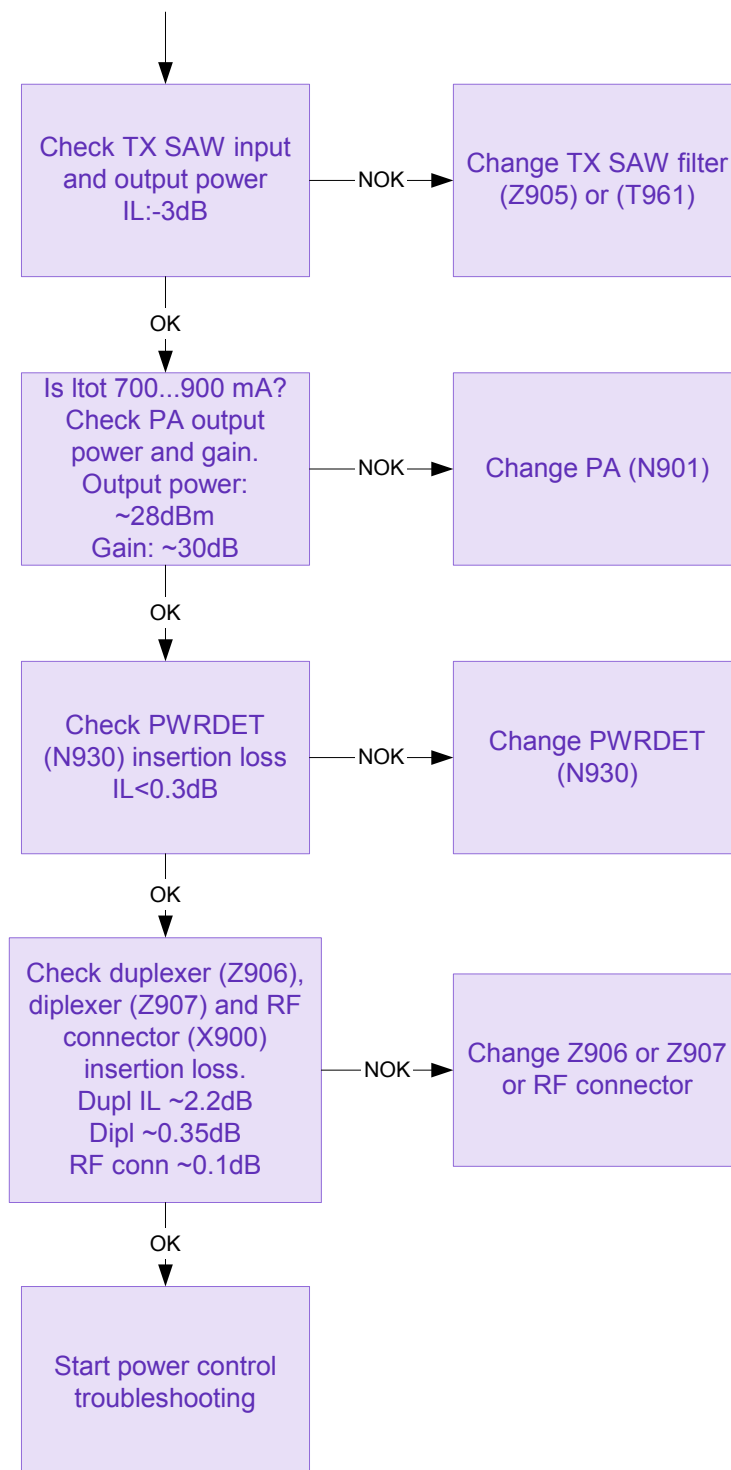 Check TX SAW input
and output power
IL:-3dB
NOK
Change TX SAW filter
(Z905) or (T961)
OK
Is Itot 700...900 mA?
Check PA output
power and gain.
Output power:
~28dBm
Gain: ~30dB
NOK
Change PA (N901)
OK
Check PWRDET
(N930) insertion loss
IL<0.3dB
NOK
Change PWRDET
(N930)
OK
Check duplexer (Z906),
diplexer (Z907) and RF
connector (X900)
insertion loss.
Dupl IL ~2.2dB
Dipl ~0.35dB
RF conn ~0.1dB
NOK
Change Z906 or Z907
or RF connector
OK
Start power control
troubleshooting